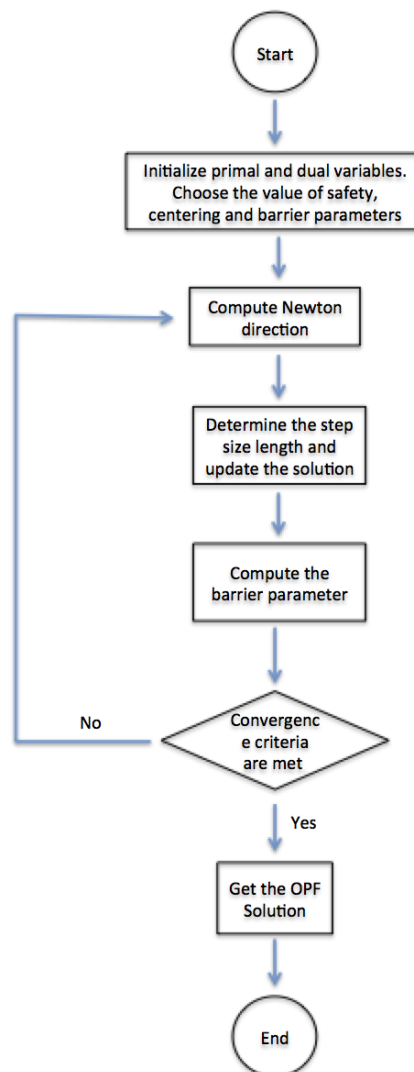 Start
Initialize primal and dual variables.
Choose the value of safety,
centering and barrier parameters
Compute Newton
direction
Determine the step
size length and
update the solution
Compute the
barrier parameter
Convergenc
e criteria
are met
No
Yes
Get the OPF
Solution
End